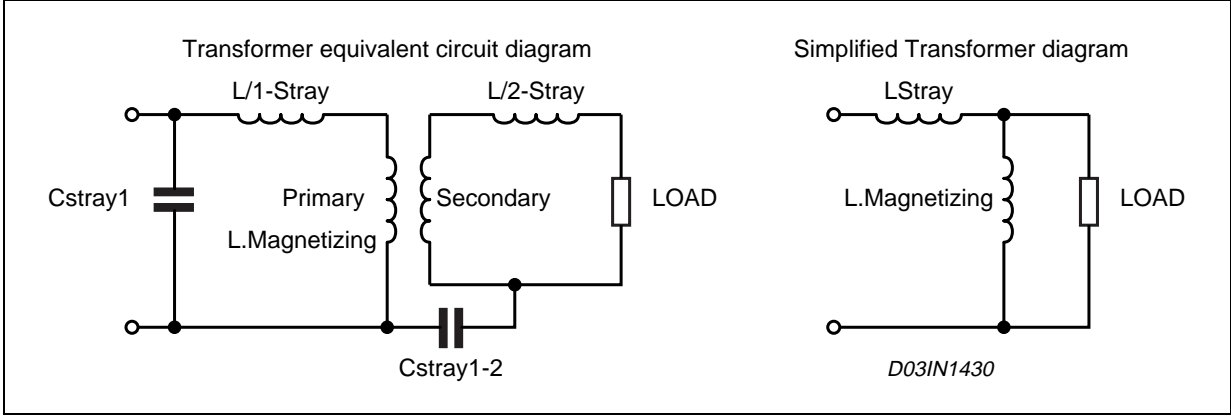 Transformer equivalent circuit diagram
L/1-Stray
L/2-Stray
Cstray1
Primary
L.Magnetizing
Secondary
LOAD
Cstray1-2
Simplified Transformer diagram
LStray
L.Magnetizing
LOAD
D03IN1430